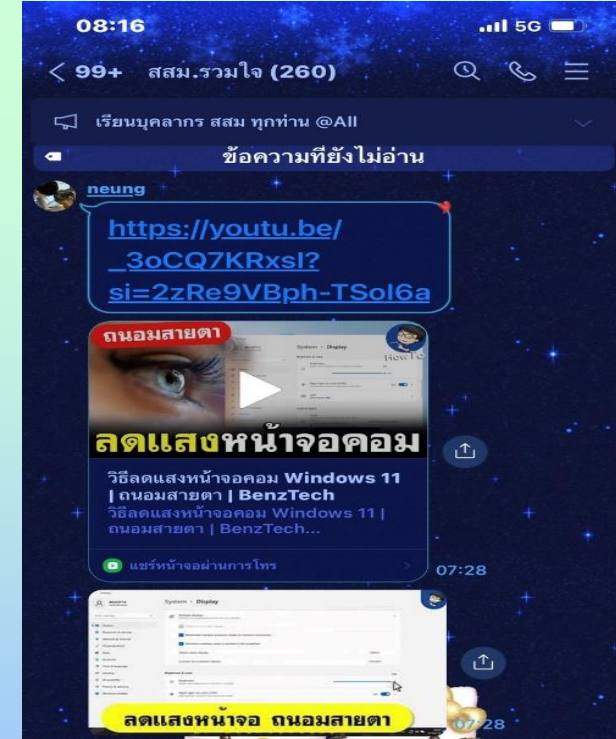 08:16
5G
99+ สสม.รวมใจ (260)
เรียนบุคลากร สสม ทุกท่าน @All
ข้อความที่ยังไม่อ่าน
neung
https://youtu.be/
_3oCQ7KRxsI?
si=2zRe9VBph-TSol6a
ถนอมสายตา
System › Display
HowTo
ลดแสงหน้าจอคอม
วิธีลดแสงหน้าจอคอม Windows 11
|ถนอมสายตา | BenzTech
วิธีลดแสงหน้าจอคอม Windows 11 |
ถนอมสายตา | BenzTech...
แชร์หน้าจอผ่านการโทร
07:28
System › Display
ลดแสงหน้าจอ ถนอมสายตา
07:28